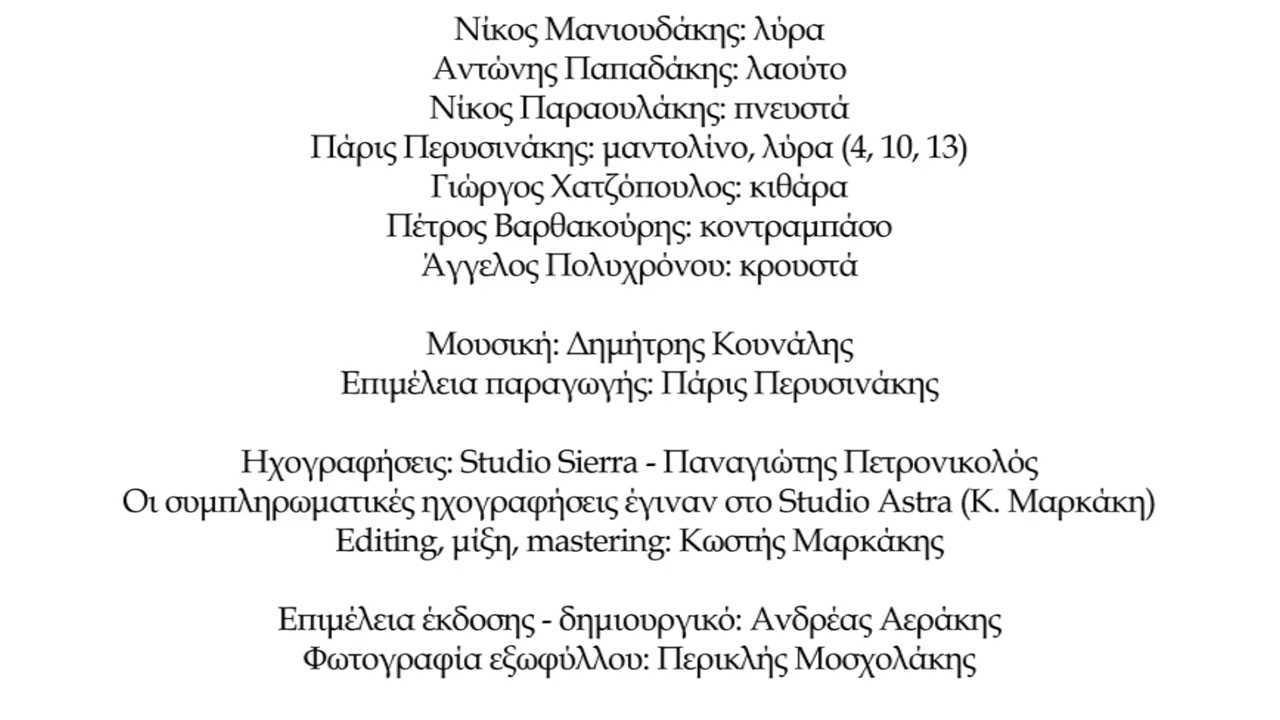 Νίκος Μανιουδάκης: λύρα
Αντώνης Παπαδάκης: λαούτο
Νίκος Παραουλάκης: πνευστά
Πάρις Περυσινάκης: μαντολίνο, λύρα (4, 10, 13)
Γιώργος Χατζόπουλος: κιθάρα
Πέτρος Βαρθακούρης: κοντραμπάσο
Άγγελος Πολυχρόνου: κρουστά
Μουσική: Δημήτρης Κουνάλης
Επιμέλεια παραγωγής: Πάρις Περυσινάκης
Ηχογραφήσεις: Studio Sierra - Παναγιώτης Πετρονικολός
Οι συμπληρωματικές ηχογραφήσεις έγιναν στο Studio Astra (Κ. Μαρκάκη)
Editing, μίξη, mastering: Κωστής Μαρκάκης
Επιμέλεια έκδοσης - δημιουργικό: Ανδρέας Αεράκης
Φωτογραφία εξωφύλλου: Περικλής Μοσχολάκης